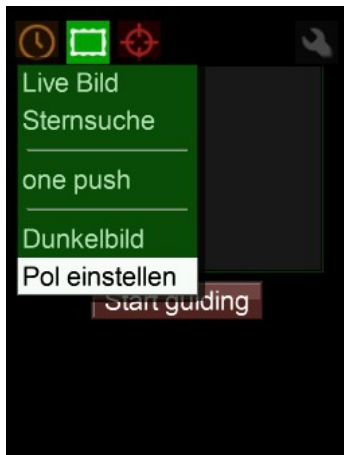 Live Bild
Sternsuche
one push
Dunkelbild
Pol einstellen
Start guiding